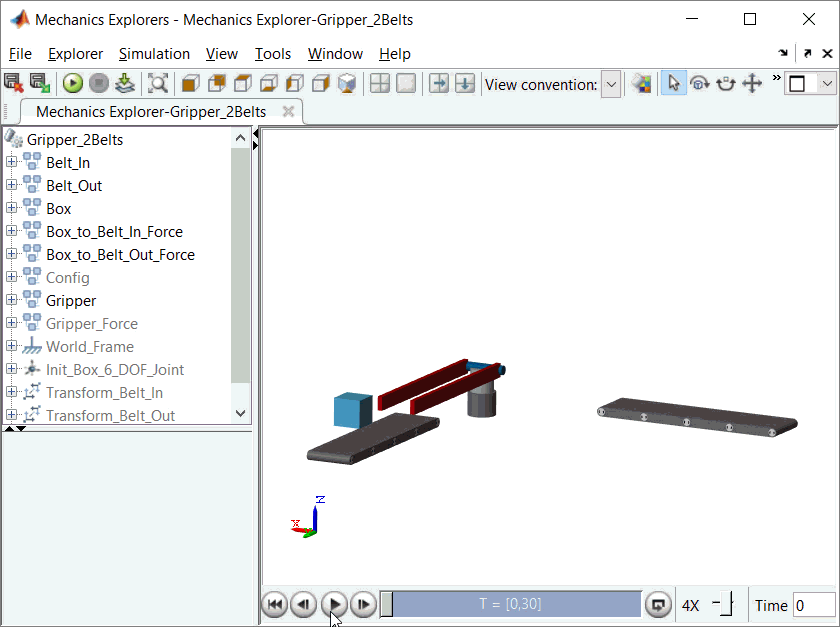 Mechanics Explorers - Mechanics Explorer-Gripper_2Belts
File Explorer Simulation View Tools Window Help
View convention:
Mechanics Explorer-Gripper_2Belts
Gripper_2Belts
Belt_In
Belt_Out
Box
Box_to_Belt_In_Force
Box_to_Belt_Out_Force
Config
Gripper
Gripper_Force
World_Frame
Init_Box_6_DOF_Joint
Transform_Belt_In
Transform_Belt_Out
Z
X
T = [0,30]
4X
Time 0